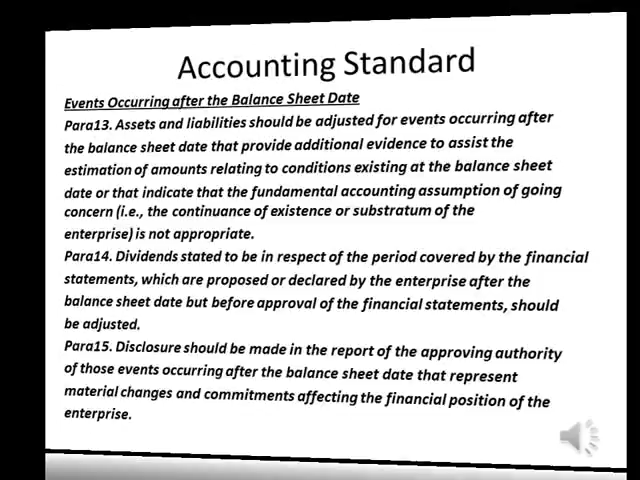 Accounting Standard
Events Occurring after the Balance Sheet Date
Para13. Assets and liabilities should be adjusted for events occurring after
the balance sheet date that provide additional evidence to assist the
estimation of amounts relating to conditions existing at the balance sheet
date or that indicate that the fundamental accounting assumption of going
concern (i.e., the continuance of existence or substratum of the
enterprise) is not appropriate.
Para14. Dividends stated to be in respect of the period covered by the financial
statements, which are proposed or declared by the enterprise after the
balance sheet date but before approval of the financial statements, should
be adjusted.
Para15. Disclosure should be made in the report of the approving authority
of those events occurring after the balance sheet date that represent
material changes and commitments affecting the financial position of the
enterprise.